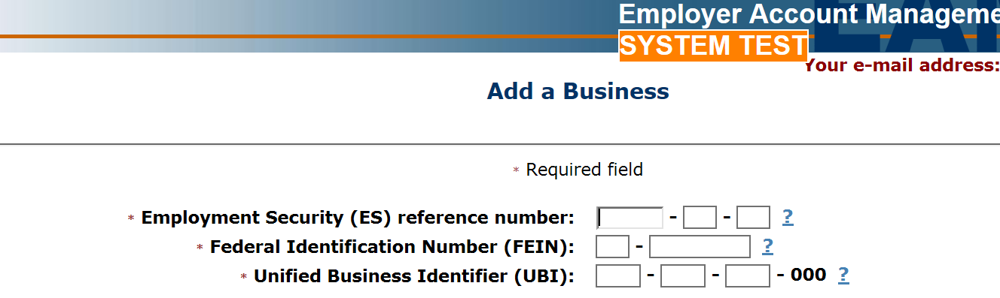 Employer Account Manageme
SYSTEM TEST
Your e-mail address:
Add a Business
* Required field
* Employment Security (ES) reference number: - - ?
* Federal Identification Number (FEIN): - ?
* Unified Business Identifier (UBI): - - - 000 ?